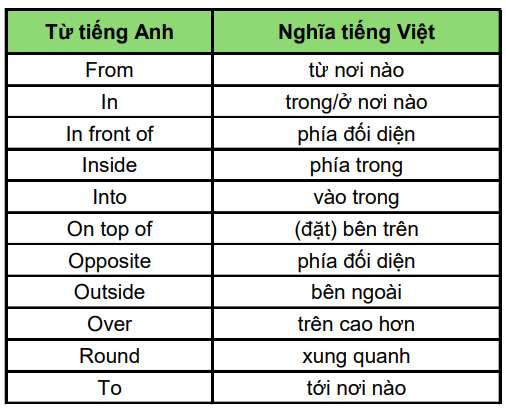 Từ tiếng Anh Nghĩa tiếng Việt
From từ nơi nào
In trong/ở nơi nào
In front of phía đối diện
Inside phía trong
Into vào trong
On top of (đặt) bên trên
Opposite phía đối diện
Outside bên ngoài
Over trên cao hơn
Round xung quanh
To tới nơi nào